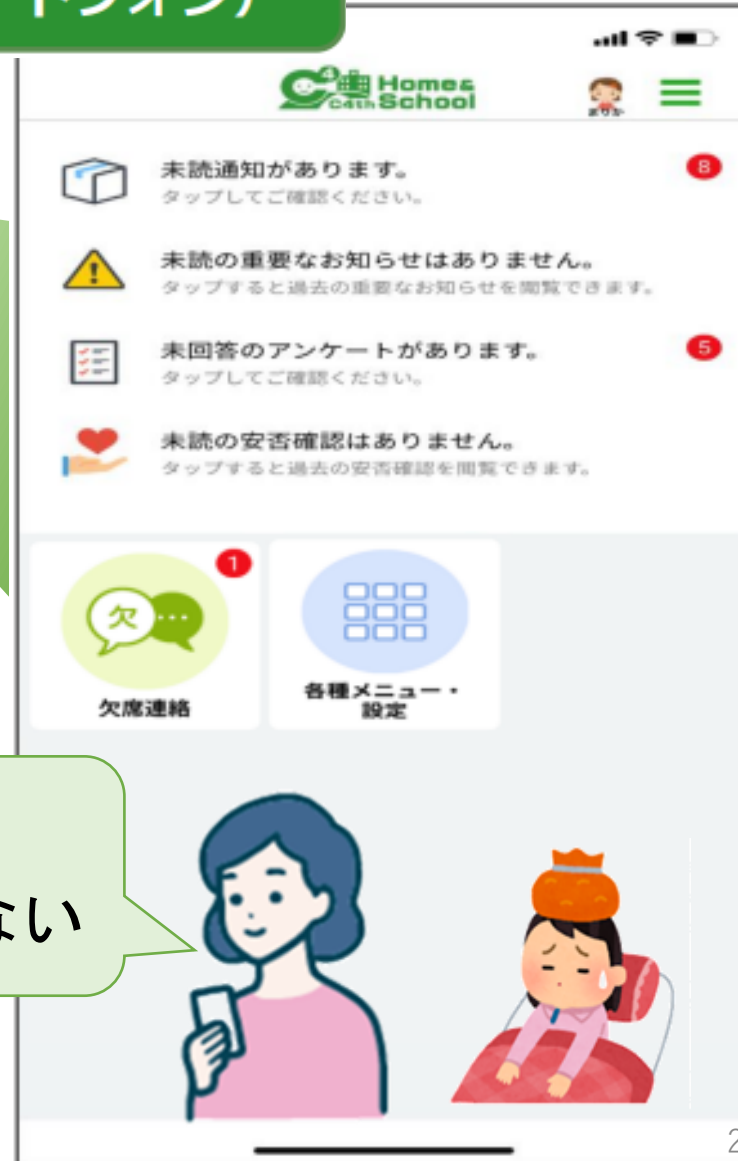 ドウオン）
C4th Home&
School
まりか
未読通知があります。
8
タップしてご確認ください。
未読の重要なお知らせはありません。
タップすると過去の重要なお知らせを閲覧できます。
未回答のアンケートがあります。
5
タップしてご確認ください。
未読の安否確認はありません。
タップすると過去の安否確認を閲覧できます。
1
欠
欠席連絡
各種メニュー・
設定
ない
2